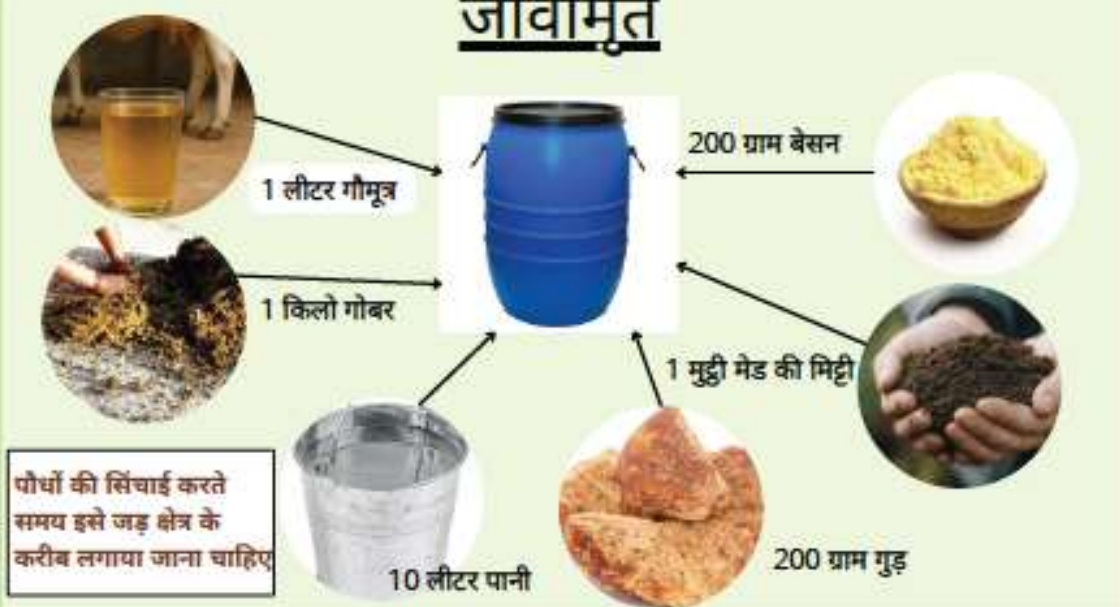 जीवामृत
1 लीटर गौमूत्र
200 ग्राम बेसन
1 किलो गोबर
1 मुट्ठी मेड की मिट्टी
10 लीटर पानी
200 ग्राम गुड़
पौधों की सिंचाई करते
समय इसे जड़ क्षेत्र के
करीब लगाया जाना चाहिए